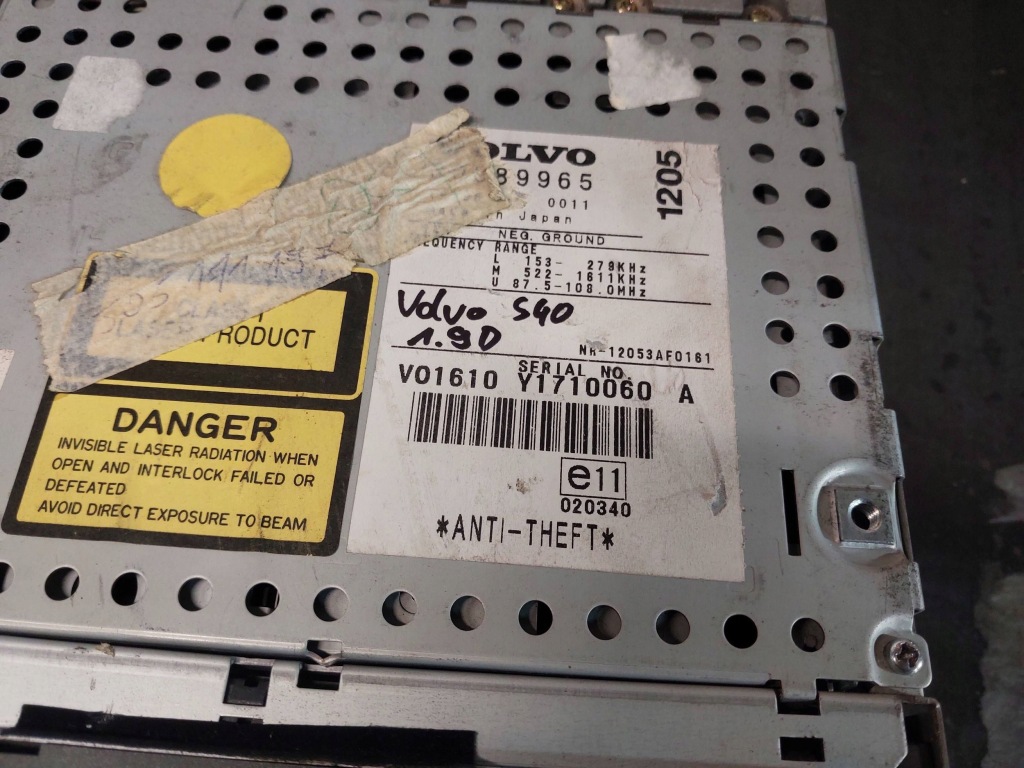 OLVO
89965
1205
0011
n Japan
NEG. GROUND
EQUENCY RANGE
L 153- 279KHz
M 522- 1611KHz
U 87.5-108.0MHz
Volvo S40
1.9D
NR-12053AF0161
SERIAL NO.
V01610 Y1710060 A
e11
020340
*ANTI-THEFT*
RODUCT
DANGER
INVISIBLE LASER RADIATION WHEN
OPEN AND INTERLOCK FAILED OR
DEFEATED
AVOID DIRECT EXPOSURE TO BEAM